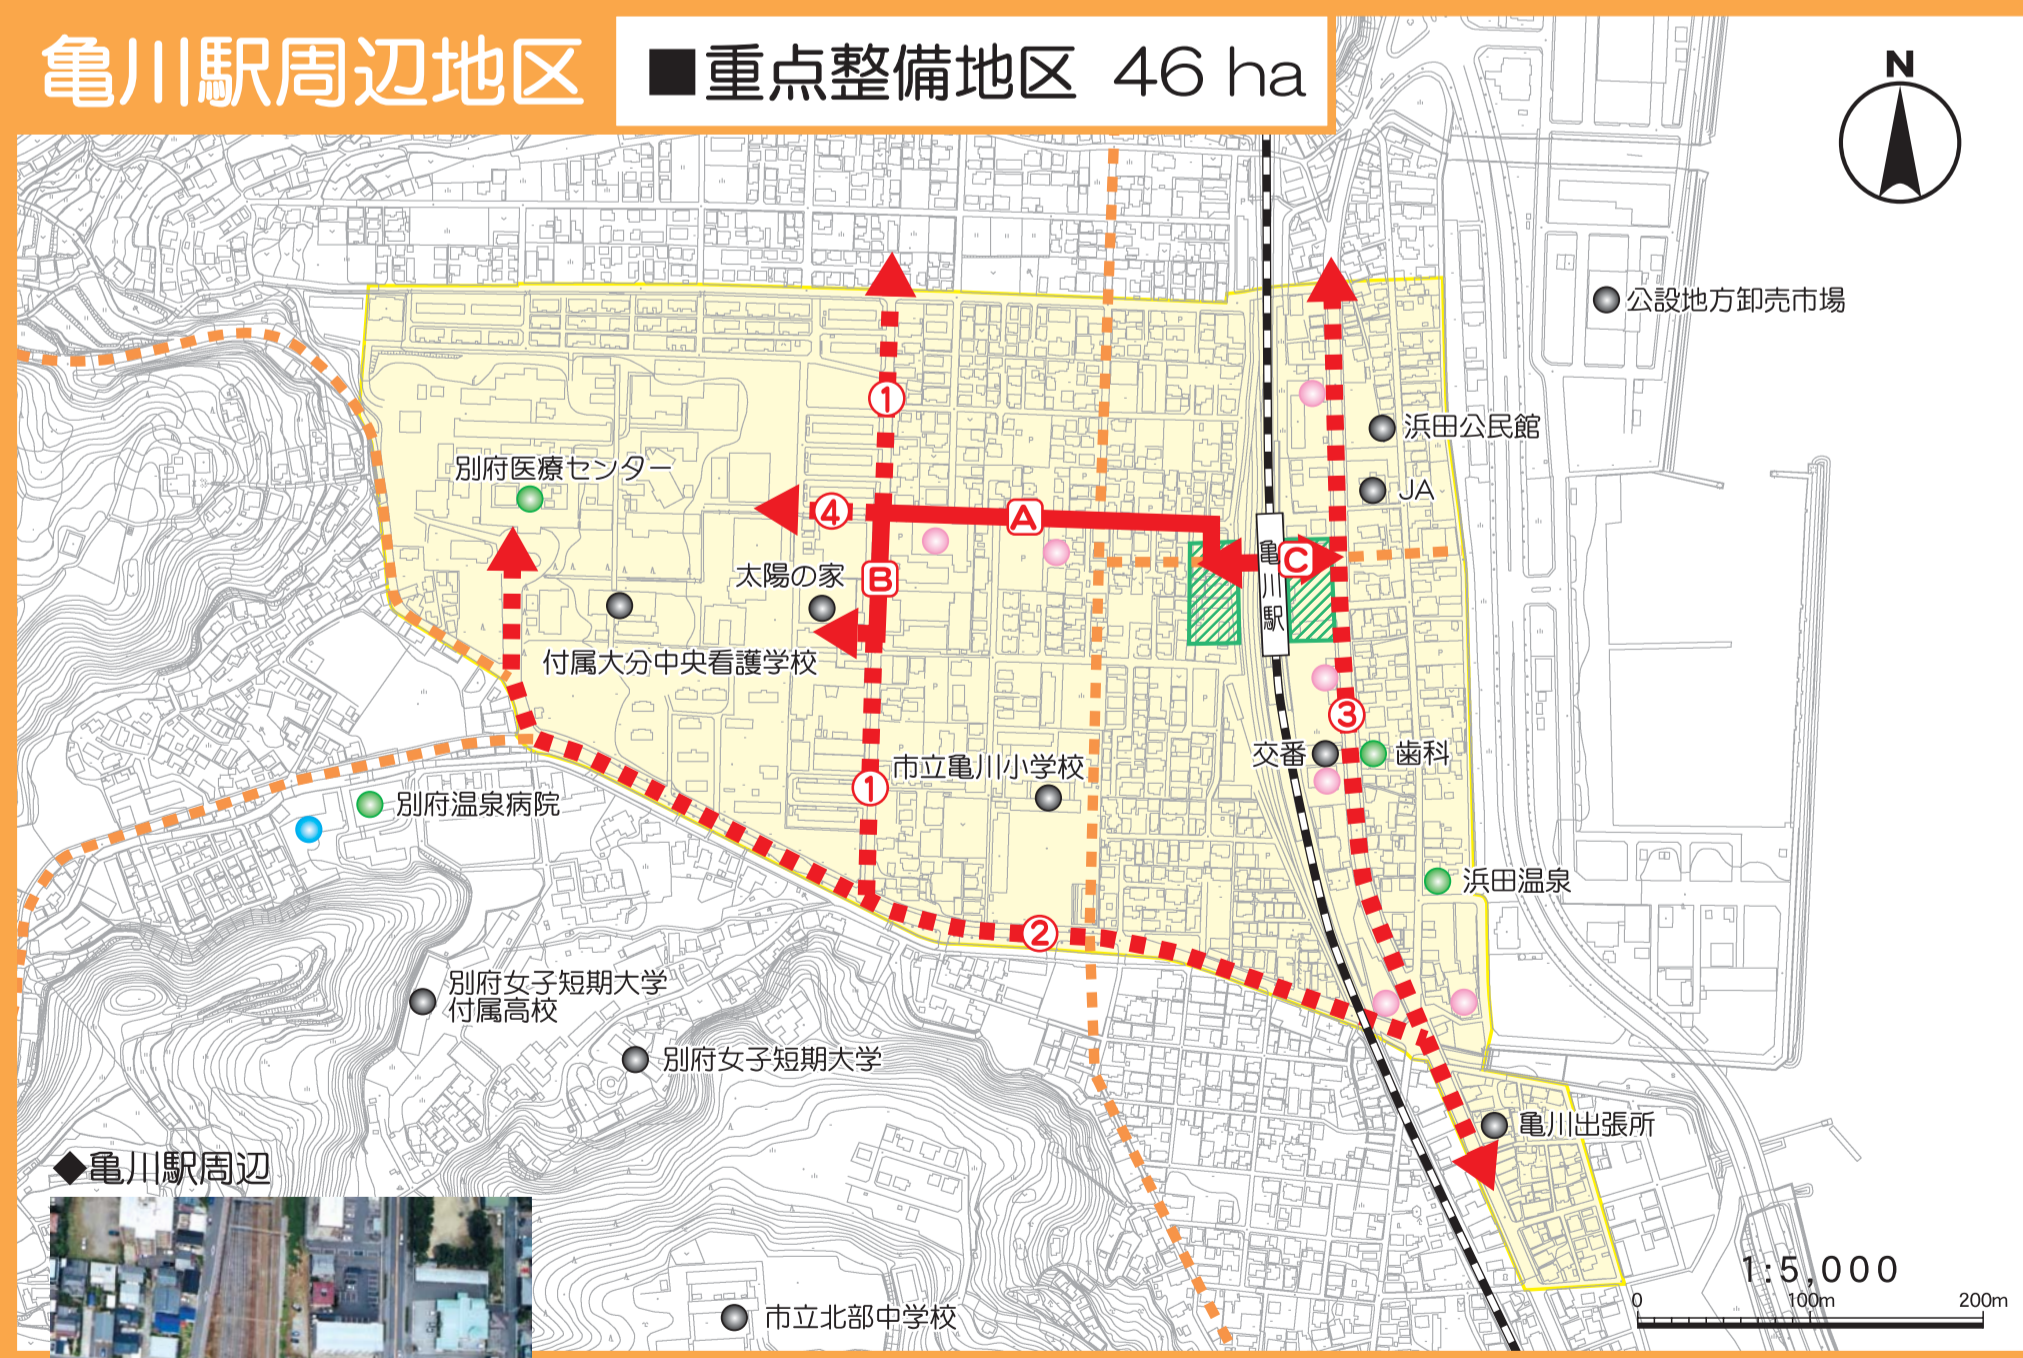 亀川駅周辺地区
■重点整備地区 46 ha
N
公設地方卸売市場
①
浜田公民館
別府医療センター
JA
④
A
亀川駅
C
太陽の家
B
付属大分中央看護学校
③
交番
歯科
市立亀川小学校
①
別府温泉病院
浜田温泉
②
別府女子短期大学
付属高校
別府女子短期大学
亀川出張所
◆亀川駅周辺
1:5,000
0 100m 200m
市立北部中学校